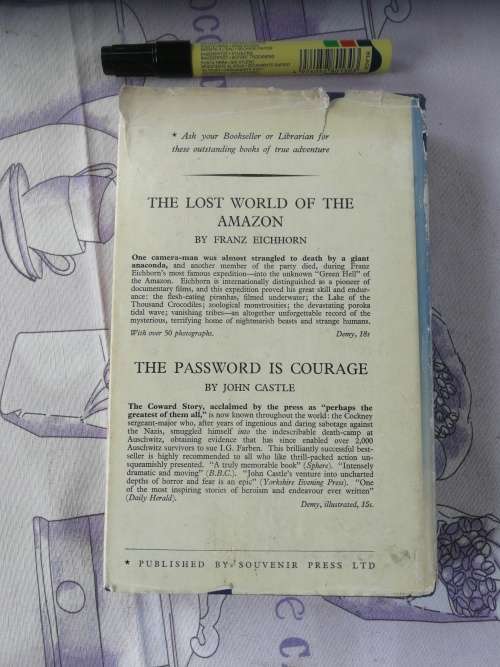 * Ask your Bookseller or Librarian for
these outstanding books of true adventure
THE LOST WORLD OF THE
AMAZON
BY FRANZ EICHHORN
One camera-man was almost strangled to death by a giant
anaconda, and another member of the party died, during Franz
Eichhorn's most famous expedition—into the unknown "Green Hell" of
the Amazon. Eichhorn is internationally distinguished as a pioneer of
documentary films, and this expedition proved his great skill and endur-
ance: the flesh-eating piranhas, filmed underwater; the Lake of the
Thousand Crocodiles; zoological monstrosities; the devastating poroka
tidal wave; vanishing tribes—an altogether unforgettable record of the
mysterious, terrifying home of nightmarish beasts and strange humans.
With over 50 photographs. Demy, 18s
THE PASSWORD IS COURAGE
BY JOHN CASTLE
The Coward Story, acclaimed by the press as "perhaps the
greatest of them all," is now known throughout the world: the Cockney
sergeant-major who, after years of ingenious and daring sabotage against
the Nazis, smuggled himself into the indescribable death-camp at
Auschwitz, obtaining evidence that has since enabled over 2,000
Auschwitz survivors to sue I.G. Farben. This brilliantly successful best-
seller is highly recommended to all who like thrill-packed action un-
squeamishly presented. "A truly memorable book" (Sphere). "Intensely
dramatic and moving" (B.B.C.). "John Castle's venture into uncharted
depths of horror and fear is an epic" (Yorkshire Evening Press). "One
of the most inspiring stories of heroism and endeavour ever written"
(Daily Herald).
Demy, illustrated, 15s.
* PUBLISHED BY SOUVENIR PRESS LTD